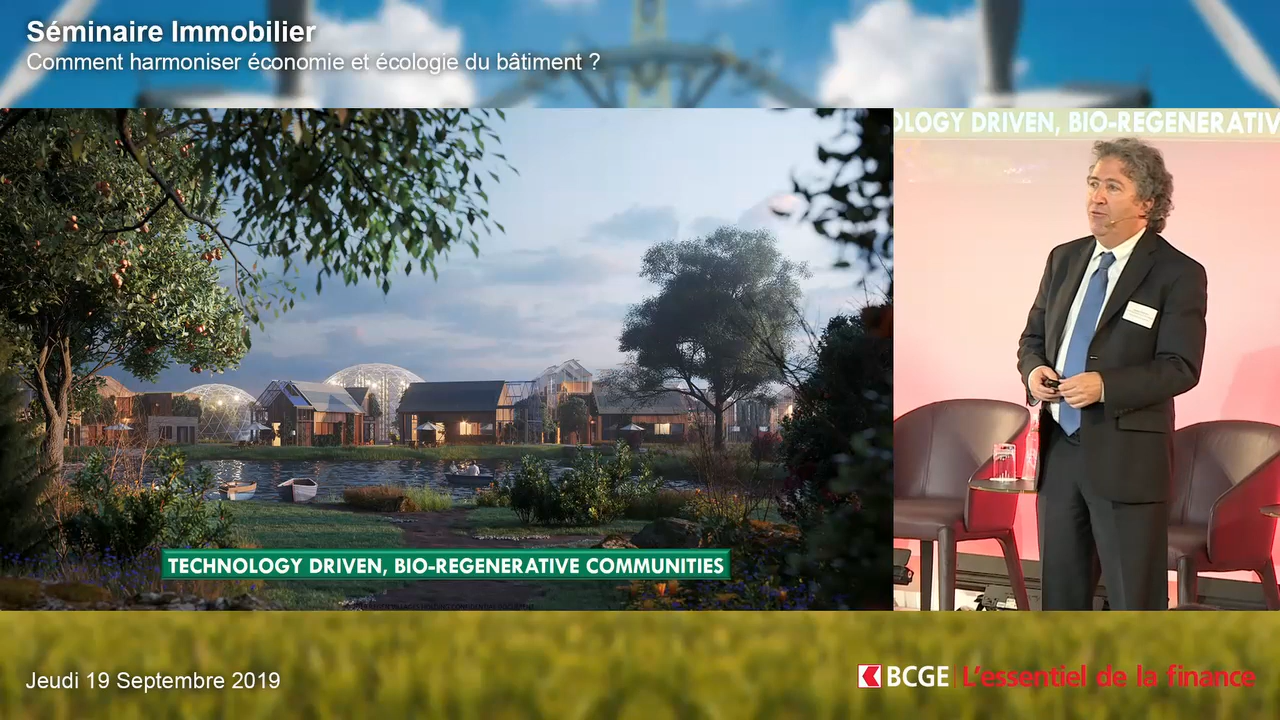 Séminaire Immobilier
Comment harmoniser économie et écologie du bâtiment ?
OLOGY DRIVEN, BIO-REGENERATIV
TECHNOLOGY DRIVEN, BIO-REGENERATIVE COMMUNITIES
Jeudi 19 Septembre 2019
BCGE L'essentiel de la finance